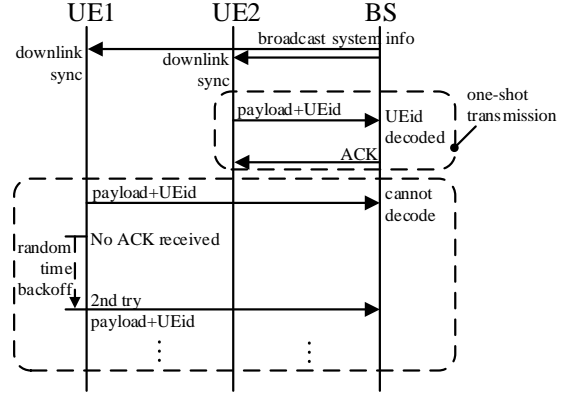 UE1 UE2 BS
broadcast system info
downlink
sync
downlink
sync
payload+UEid
UEid
decoded
one-shot
transmission
ACK
payload+UEid
cannot
decode
No ACK received
random
time
backoff
2nd try
payload+UEid